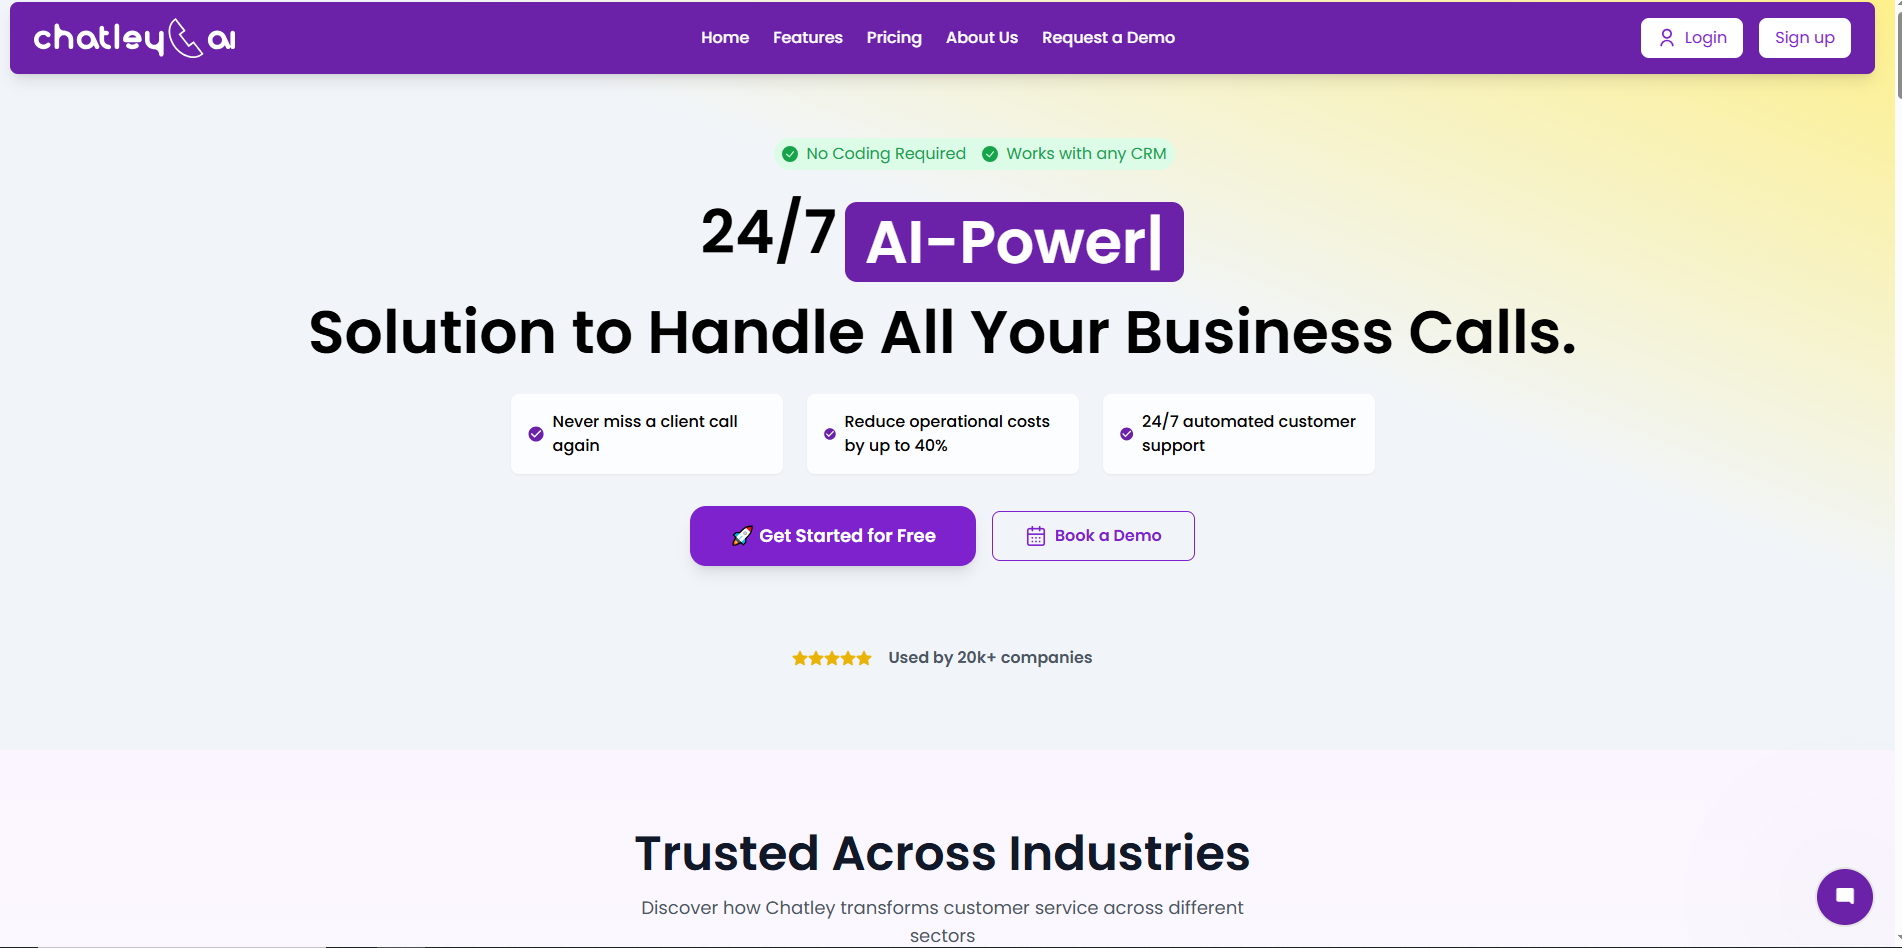 chatley ai
Home Features Pricing About Us Request a Demo
Login
Sign up
No Coding Required Works with any CRM
24/7 AI-Power|
Solution to Handle All Your Business Calls.
Never miss a client call
again
Reduce operational costs
by up to 40%
24/7 automated customer
support
🚀 Get Started for Free
Book a Demo
Used by 20k+ companies
Trusted Across Industries
Discover how Chatley transforms customer service across different
sectors